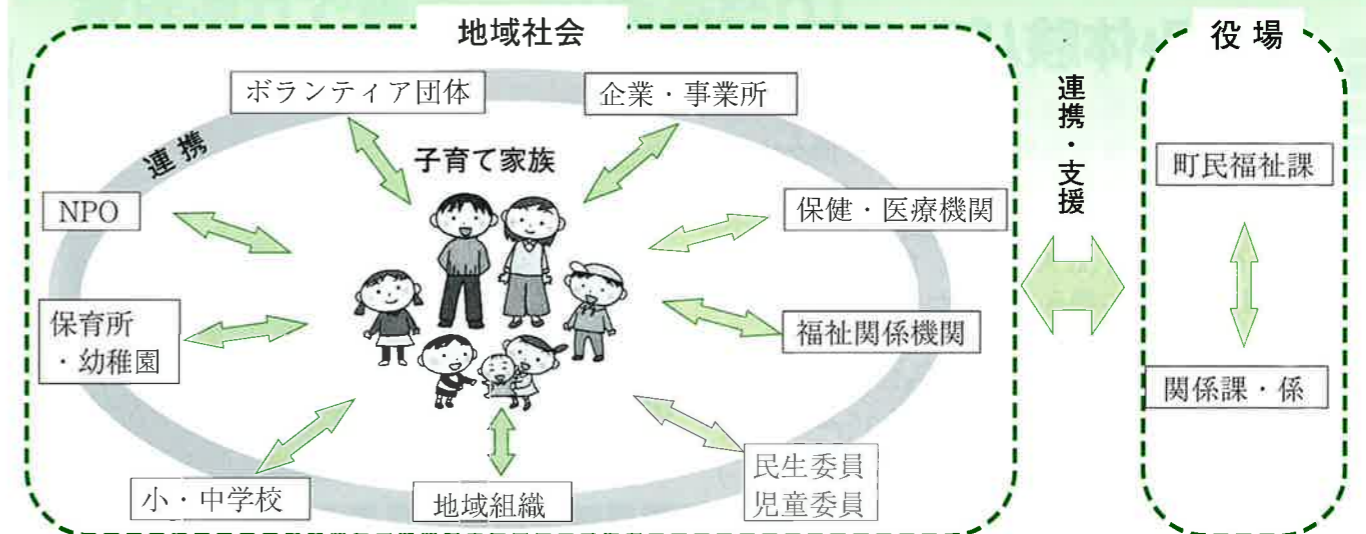 地域社会
役場
ボランティア団体
企業・事業所
連携
子育て家族
NPO
保健・医療機関
保育所
・幼稚園
福祉関係機関
小・中学校
地域組織
民生委員
児童委員
連携・支援
町民福祉課
関係課・係